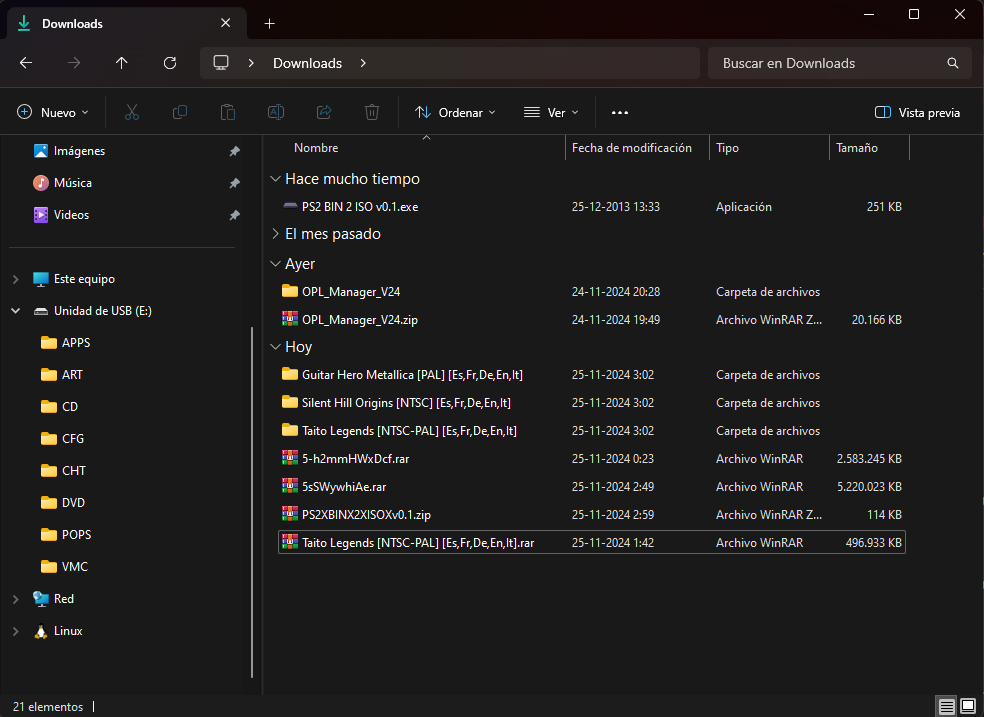 Downloads
Downloads
Buscar en Downloads
Nuevo
Ordenar
Ver
Vista previa
Imágenes
Música
Videos
Este equipo
Unidad de USB (E:)
APPS
ART
CD
CFG
CHT
DVD
POPS
VMC
Red
Linux
Nombre Fecha de modificación Tipo Tamaño
Hace mucho tiempo
PS2 BIN 2 ISO v0.1.exe 25-12-2013 13:33 Aplicación 251 KB
El mes pasado
Ayer
OPL_Manager_V24 24-11-2024 20:28 Carpeta de archivos
OPL_Manager_V24.zip 24-11-2024 19:49 Archivo WinRAR Z... 20.166 KB
Hoy
Guitar Hero Metallica [PAL] [Es,Fr,De,En,It] 25-11-2024 3:02 Carpeta de archivos
Silent Hill Origins [NTSC] [Es,Fr,De,En,It] 25-11-2024 3:02 Carpeta de archivos
Taito Legends [NTSC-PAL] [Es,Fr,De,En,It] 25-11-2024 3:02 Carpeta de archivos
5-h2mmHWxDcf.rar 25-11-2024 0:23 Archivo WinRAR 2.583.245 KB
5sSWywhiAe.rar 25-11-2024 2:49 Archivo WinRAR 5.220.023 KB
PS2XBINX2XISOXv0.1.zip 25-11-2024 2:59 Archivo WinRAR Z... 114 KB
Taito Legends [NTSC-PAL] [Es,Fr,De,En,It].rar 25-11-2024 1:42 Archivo WinRAR 496.933 KB
21 elementos